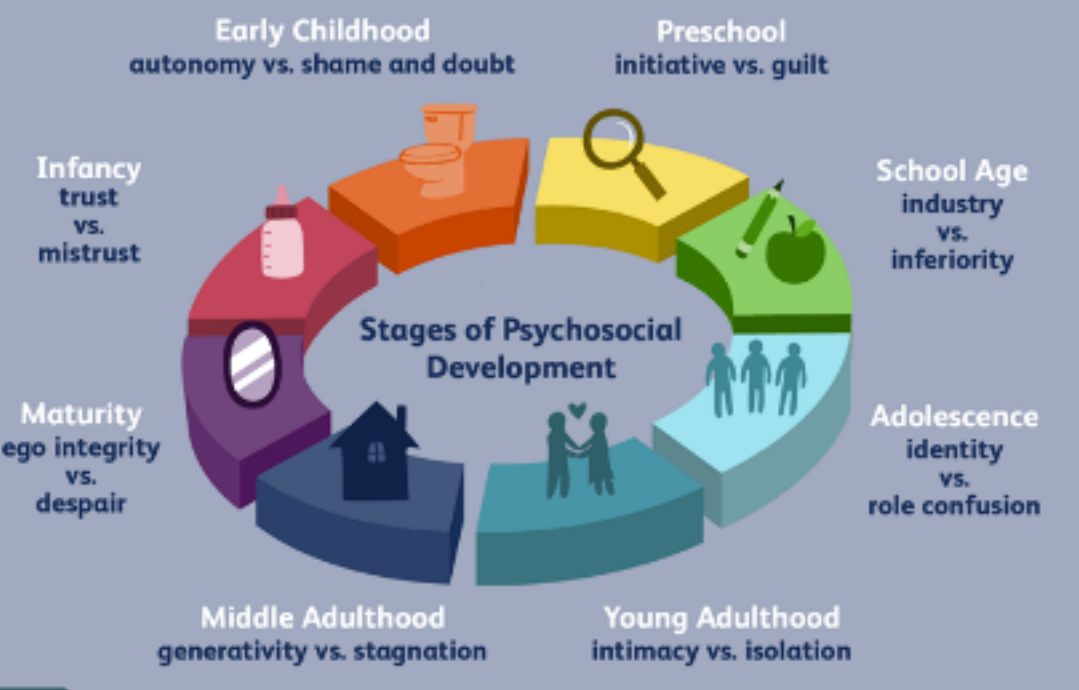 Early Childhood
autonomy vs. shame and doubt
Preschool
initiative vs. guilt
Infancy
trust
vs.
mistrust
School Age
industry
vs.
inferiority
Stages of Psychosocial
Development
Maturity
ego integrity
vs.
despair
Adolescence
identity
vs.
role confusion
Middle Adulthood
generativity vs. stagnation
Young Adulthood
intimacy vs. isolation